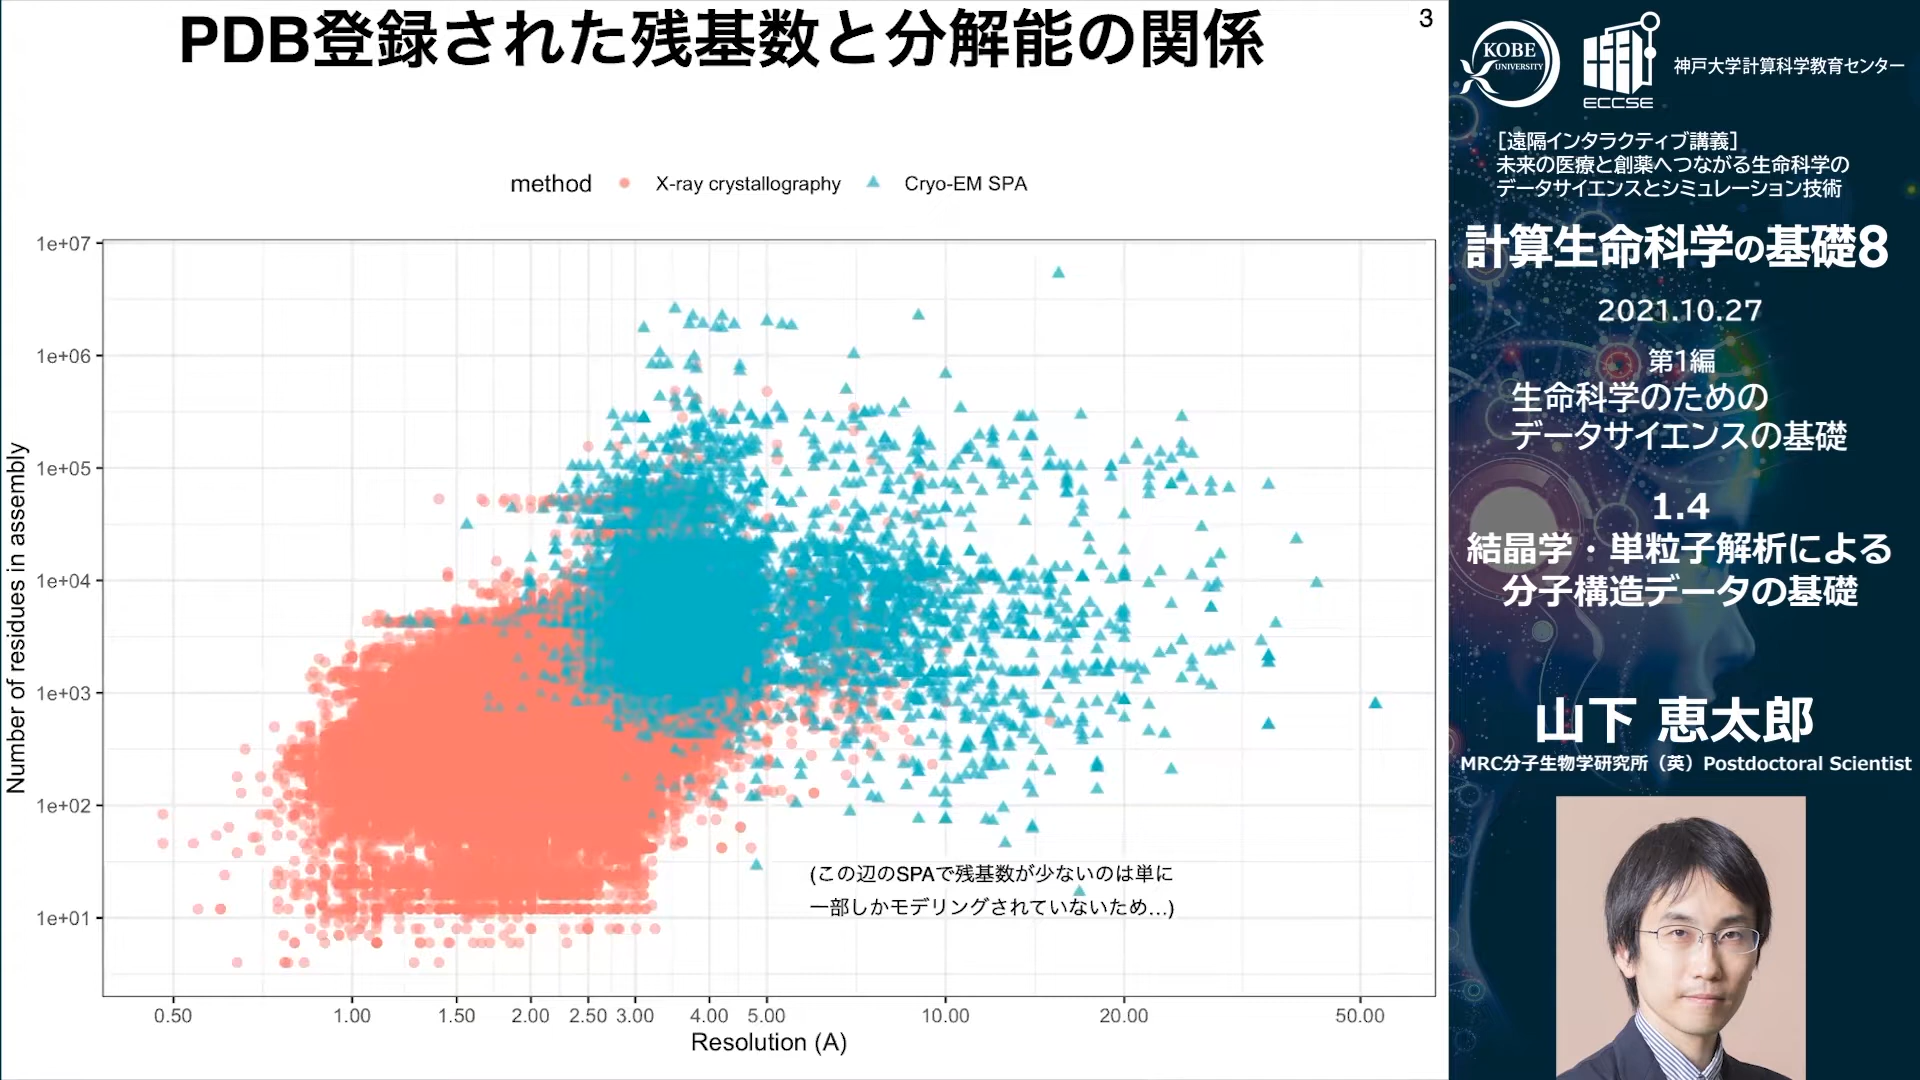 PDB登録された残基数と分解能の関係
3
method
X-ray crystallography
Cryo-EM SPA
1e+07
1e+06
1e+05
1e+04
1e+03
1e+02
1e+01
Number of residues in assembly
(この辺のSPAで残基数が少ないのは単に
一部しかモデリングされていないため…)
0.50
1.00
1.50
2.00
2.50
3.00
4.00
5.00
10.00
20.00
50.00
Resolution (A)
KOBE
UNIVERSITY
ECCSE
神戸大学計算科学教育センター
［遠隔インタラクティブ講義］
未来の医療と創薬へつながる生命科学の
データサイエンスとシミュレーション技術
計算生命科学の基礎8
2021.10.27
第1編
生命科学のための
データサイエンスの基礎
1.4
結晶学・単粒子解析による
分子構造データの基礎
山下 恵太郎
MRC分子生物学研究所（英）Postdoctoral Scientist